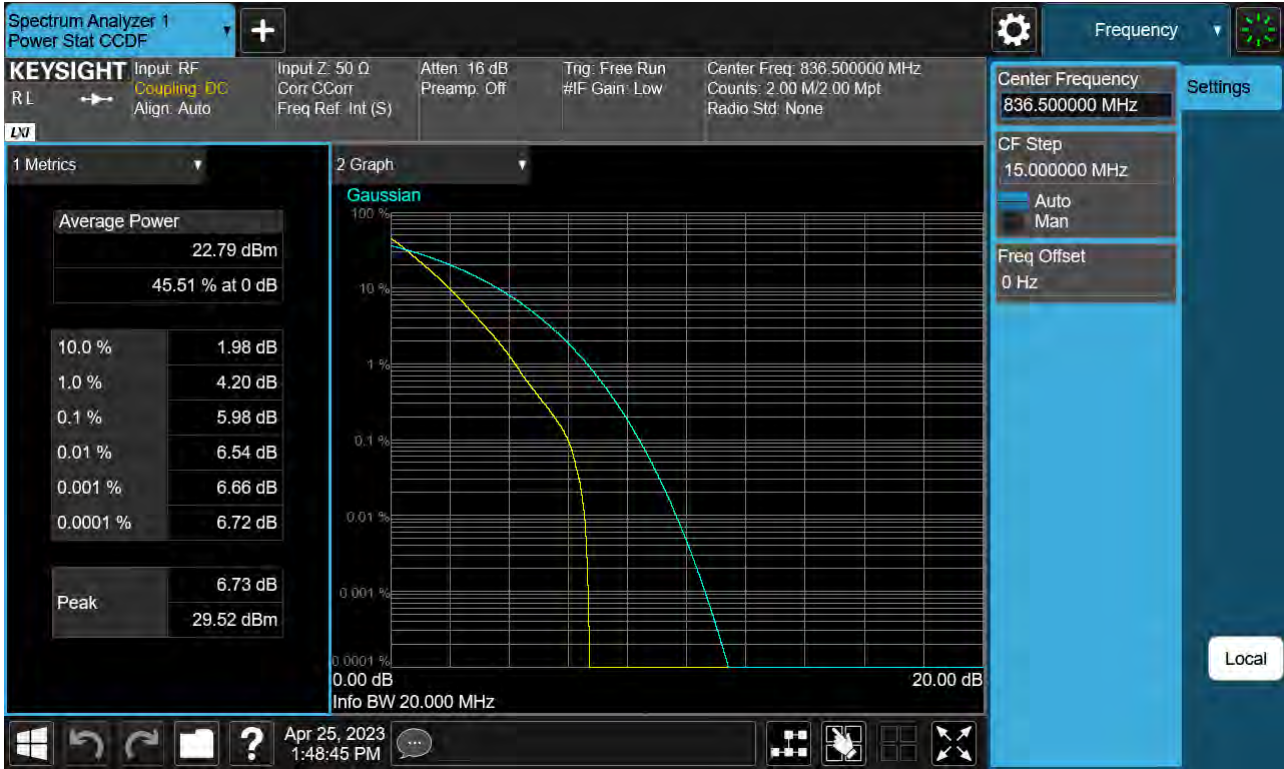 Spectrum Analyzer 1
Power Stat CCDF
Frequency
KEYSIGHT
R L
LXI
Input: RF
Coupling: DC
Align: Auto
Input Z: 50 Ω
Corr CCorr
Freq Ref: Int (S)
Atten: 16 dB
Preamp: Off
Trig: Free Run
#IF Gain: Low
Center Freq: 836.500000 MHz
Counts: 2.00 M/2.00 Mpt
Radio Std: None
Center Frequency
836.500000 MHz
Settings
CF Step
15.000000 MHz
Auto
Man
Freq Offset
0 Hz
1 Metrics
Average Power
22.79 dBm
45.51 % at 0 dB
10.0 % 1.98 dB
1.0 % 4.20 dB
0.1 % 5.98 dB
0.01 % 6.54 dB
0.001 % 6.66 dB
0.0001 % 6.72 dB
Peak
6.73 dB
29.52 dBm
2 Graph
Gaussian
100 %
10 %
1 %
0.1 %
0.01 %
0.001 %
0.0001 %
0.00 dB 20.00 dB
Info BW 20.000 MHz
Local
?
Apr 25, 2023
1:48:45 PM